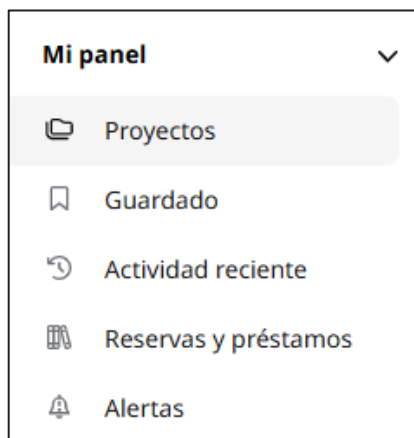 Mi panel
Proyectos
Guardado
Actividad reciente
Reservas y préstamos
Alertas